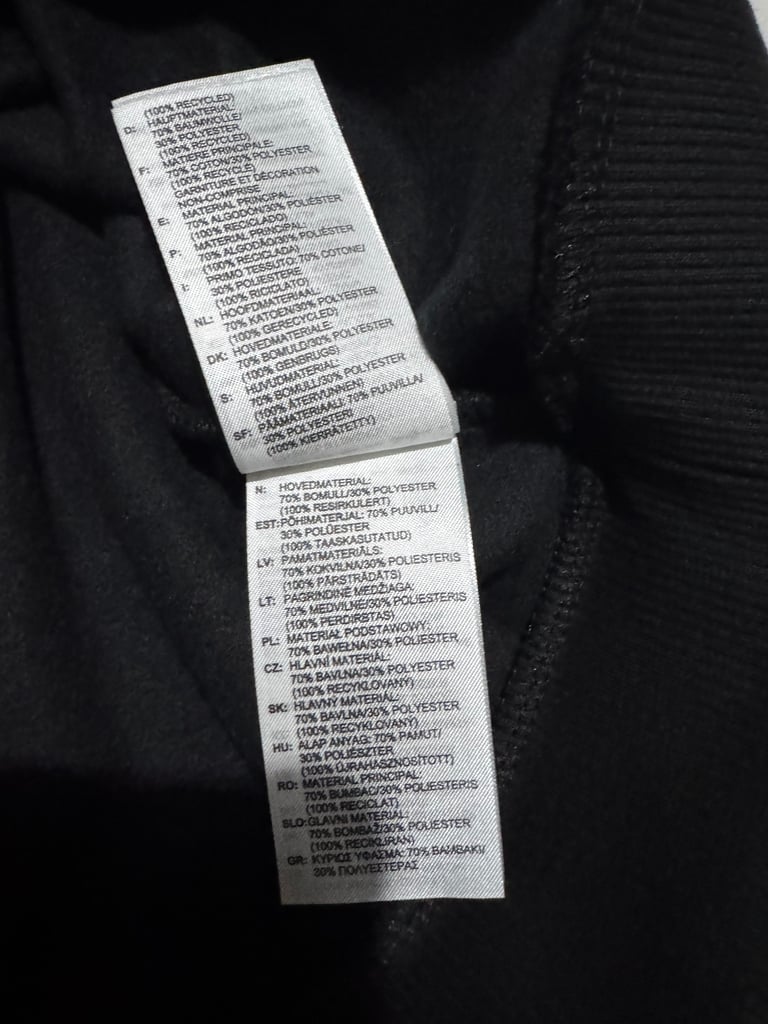 (100% RECYCLED)
D: HAUPTMATERIAL:
70% BAUMWOLLE/
30% POLYESTER
(100% RECYCLED)
F: MATIERE PRINCIPALE:
70% COTON/30% POLYESTER
(100% RECYCLÉ)
GARNITURE ET DÉCORATION
NON-COMPRISE
E: MATERIAL PRINCIPAL:
70% ALGODÓN/30% POLIÉSTER
(100% RECICLADO)
P: MATERIAL PRINCIPAL:
70% ALGODÃO/30% POLIÉSTER
(100% RECICLADA)
I: PRIMO TESSUTO: 70% COTONE/
30% POLIESTERE
(100% RICICLATO)
NL: HOOFDMATERIAAL:
70% KATOEN/30% POLYESTER
(100% GERECYCLED)
DK: HOVEDMATERIALE:
70% BOMULD/30% POLYESTER
(100% GENBRUGS)
S: HUVUDMATERIAL:
70% BOMULL/30% POLYESTER
(100% ÅTERVUNNEN)
SF: PÄÄMATERIAALI: 70% PUUVILLA/
30% POLYESTERI
(100% KIERRÄTETTY)
N: HOVEDMATERIAL:
70% BOMULL/30% POLYESTER
(100% RESIRKULERT)
EST: PÕHIMATERJAL: 70% PUUVILL/
30% POLÜESTER
(100% TAASKASUTATUD)
LV: PAMATMATERIĀLS:
70% KOKVILNA/30% POLIESTERIS
(100% PĀRSTRĀDĀTS)
LT: PAGRINDINĖ MEDŽIAGA:
70% MEDVILNĖ/30% POLIESTERIS
(100% PERDIRBTAS)
PL: MATERIAŁ PODSTAWOWY:
70% BAWEŁNA/30% POLIESTER
CZ: HLAVNÍ MATERIÁL:
70% BAVLNA/30% POLYESTER
(100% RECYKLOVANÝ)
SK: HLAVNÝ MATERIÁL:
70% BAVLNA/30% POLYESTER
(100% RECYKLOVANÝ)
HU: ALAP ANYAG: 70% PAMUT/
30% POLIÉSZTER
(100% ÚJRAHASZNOSÍTOTT)
RO: MATERIAL PRINCIPAL:
70% BUMBAC/30% POLIESTERIS
(100% RECICLAT)
SLO: GLAVNI MATERIAL:
70% BOMBAŽ/30% POLIESTER
(100% RECIKLIRAN)
GR: ΚΥΡΙΩΣ ΥΦΑΣΜΑ: 70% ΒΑΜΒΑΚΙ/
30% ΠΟΛΥΕΣΤΕΡΑΣ